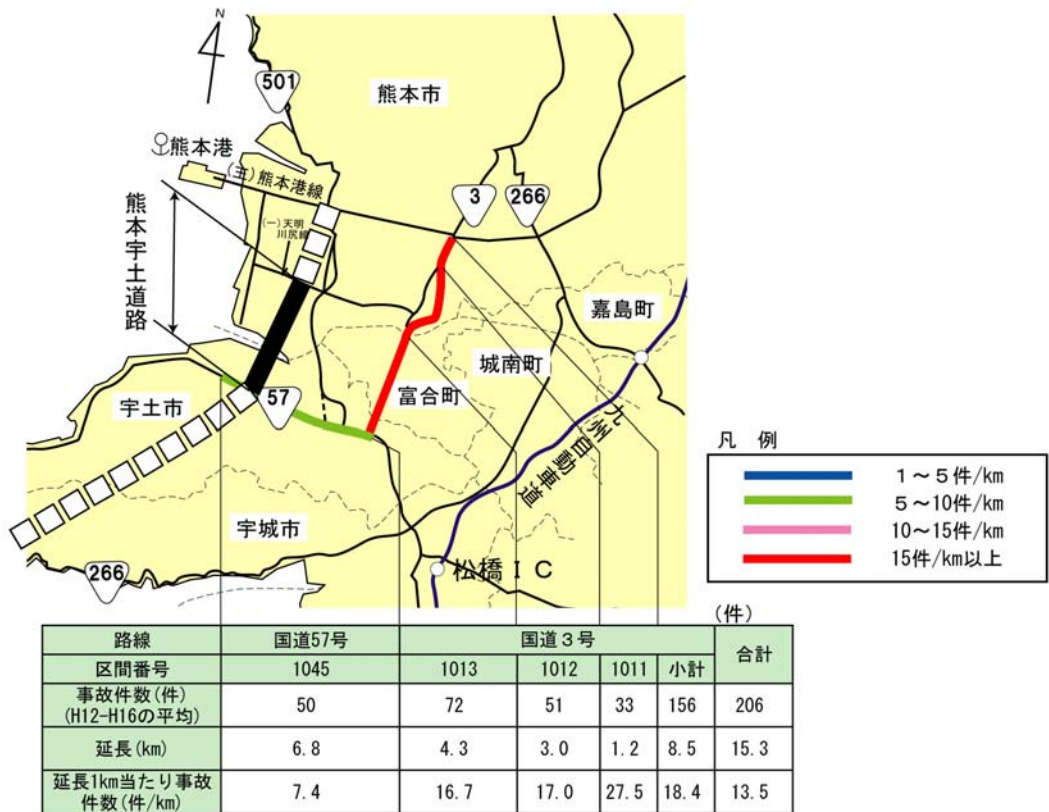 N
501
熊本市
熊本港
(主)熊本港線
3
266
熊本宇土道路
(一)天明
川尻線
嘉島町
城南町
富合町
57
宇土市
九州自動車道
宇城市
266
松橋IC
凡 例
1～5件/km
5～10件/km
10～15件/km
15件/km以上
(件)
路線 国道57号 国道3号 合計
区間番号 1045 1013 1012 1011 小計
事故件数(件)
(H12-H16の平均) 50 72 51 33 156 206
延長(km) 6.8 4.3 3.0 1.2 8.5 15.3
延長1km当たり事故
件数(件/km) 7.4 16.7 17.0 27.5 18.4 13.5